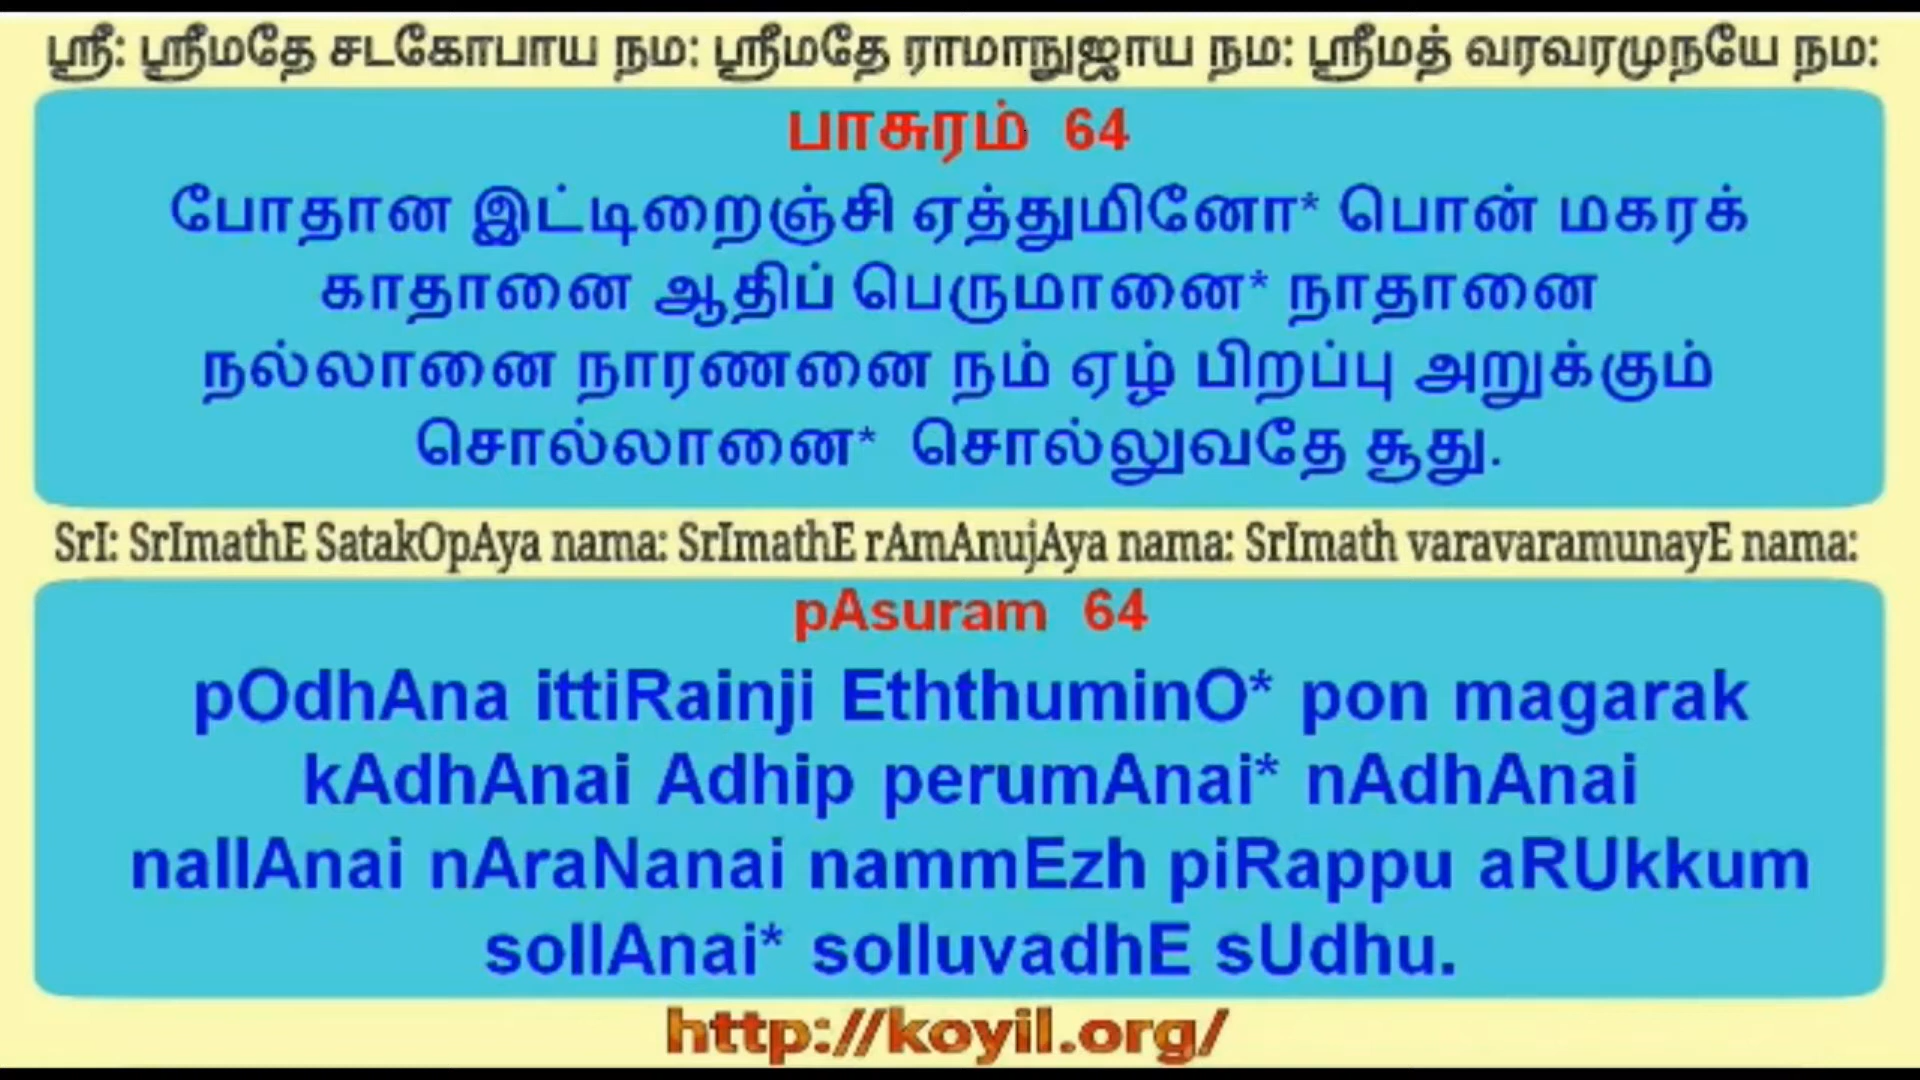 ஸ்ரீ: ஸ்ரீமதே சடகோபாய நம: ஸ்ரீமதே ராமாநுஜாய நம: ஸ்ரீமத் வரவரமுநயே நம:
பாசுரம் 64
போதான இட்டிறைஞ்சி ஏத்துமினோ* பொன் மகரக்
காதானை ஆதிப் பெருமானை* நாதானை
நல்லானை நாரணனை நம் ஏழ் பிறப்பு அறுக்கும்
சொல்லானை* சொல்லுவதே சூது.
SrI: SrImathE SatakOpAya nama: SrImathE rAmAnujAya nama: SrImath varavaramunayE nama:
pAsuram 64
pOdhAna ittiRainji EththuminO* pon magarak
kAdhAnai Adhip perumAnai* nAdhAnai
nallAnai nAraNanai nammEzh piRappu aRUkkum
sollAnai* solluvadhE sUdhu.
http://koyil.org/